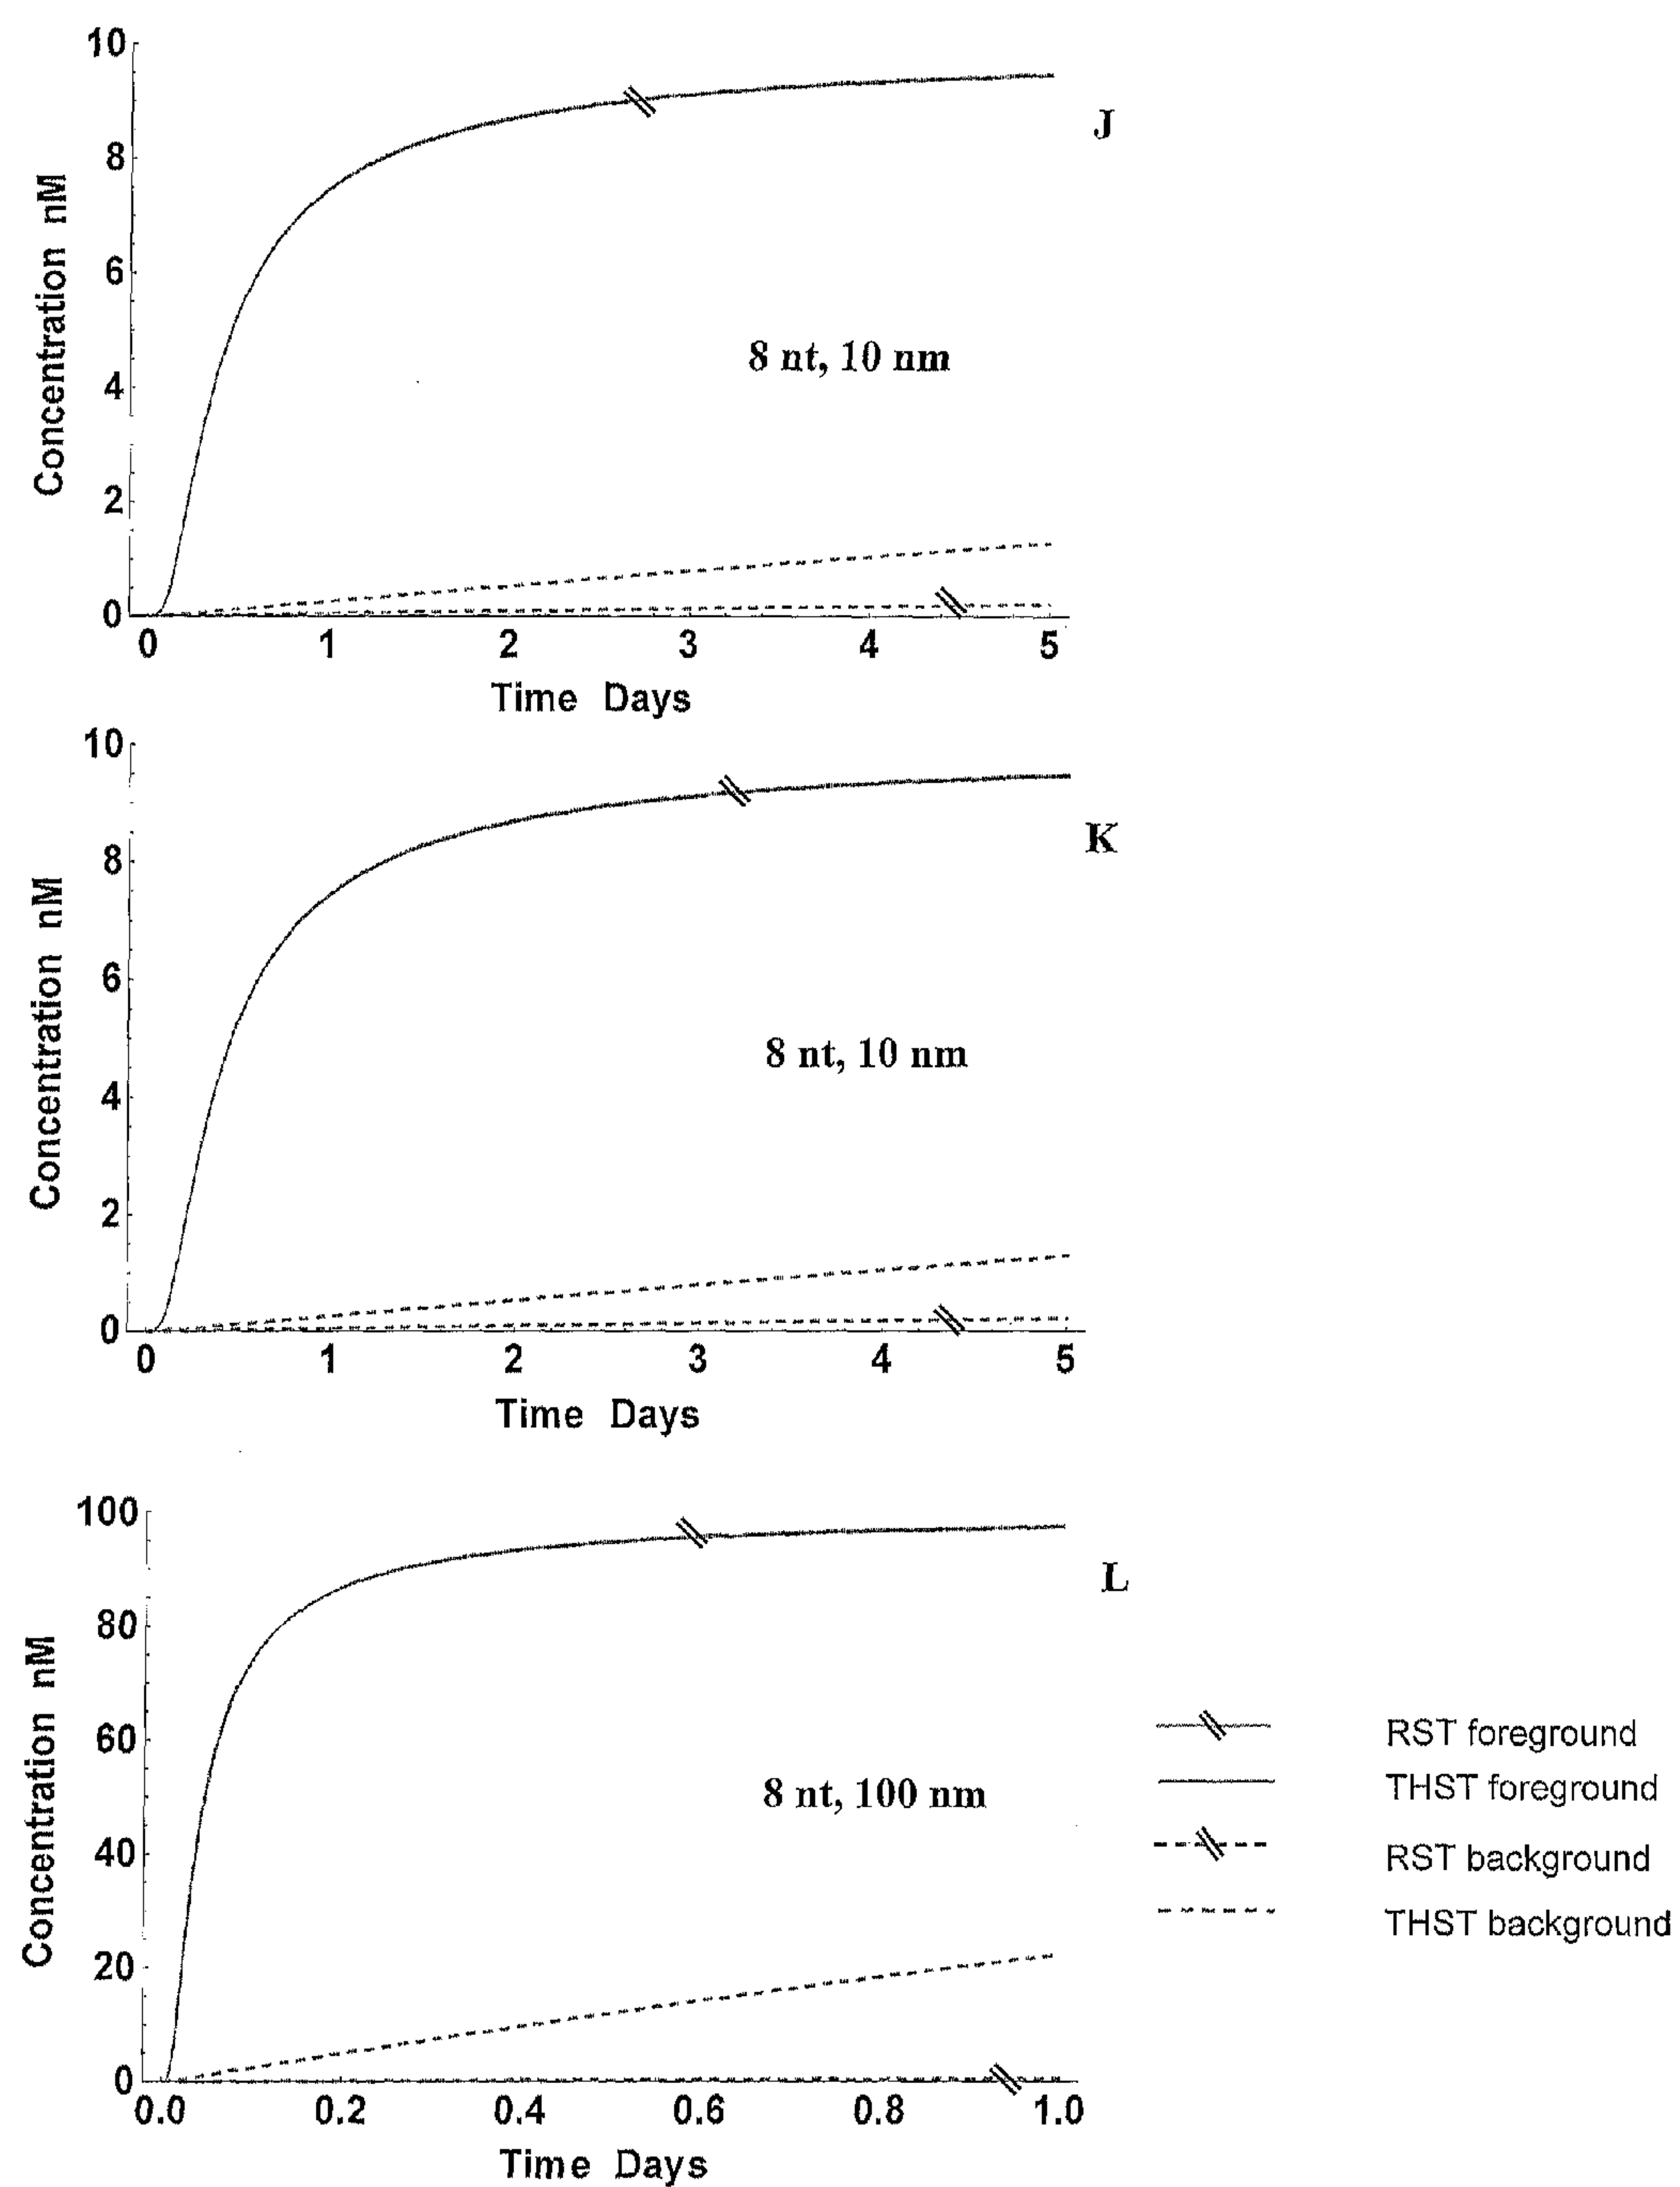 10
8
6
4
2
0
Concentration nM
J
8 nt, 10 nm
0 1 2 3 4 5
Time Days
10
8
6
4
2
0
Concentration nM
K
8 nt, 10 nm
0 1 2 3 4 5
Time Days
100
80
60
40
20
0
Concentration nM
L
8 nt, 100 nm
0.0 0.2 0.4 0.6 0.8 1.0
Time Days
RST foreground
THST foreground
RST background
THST background